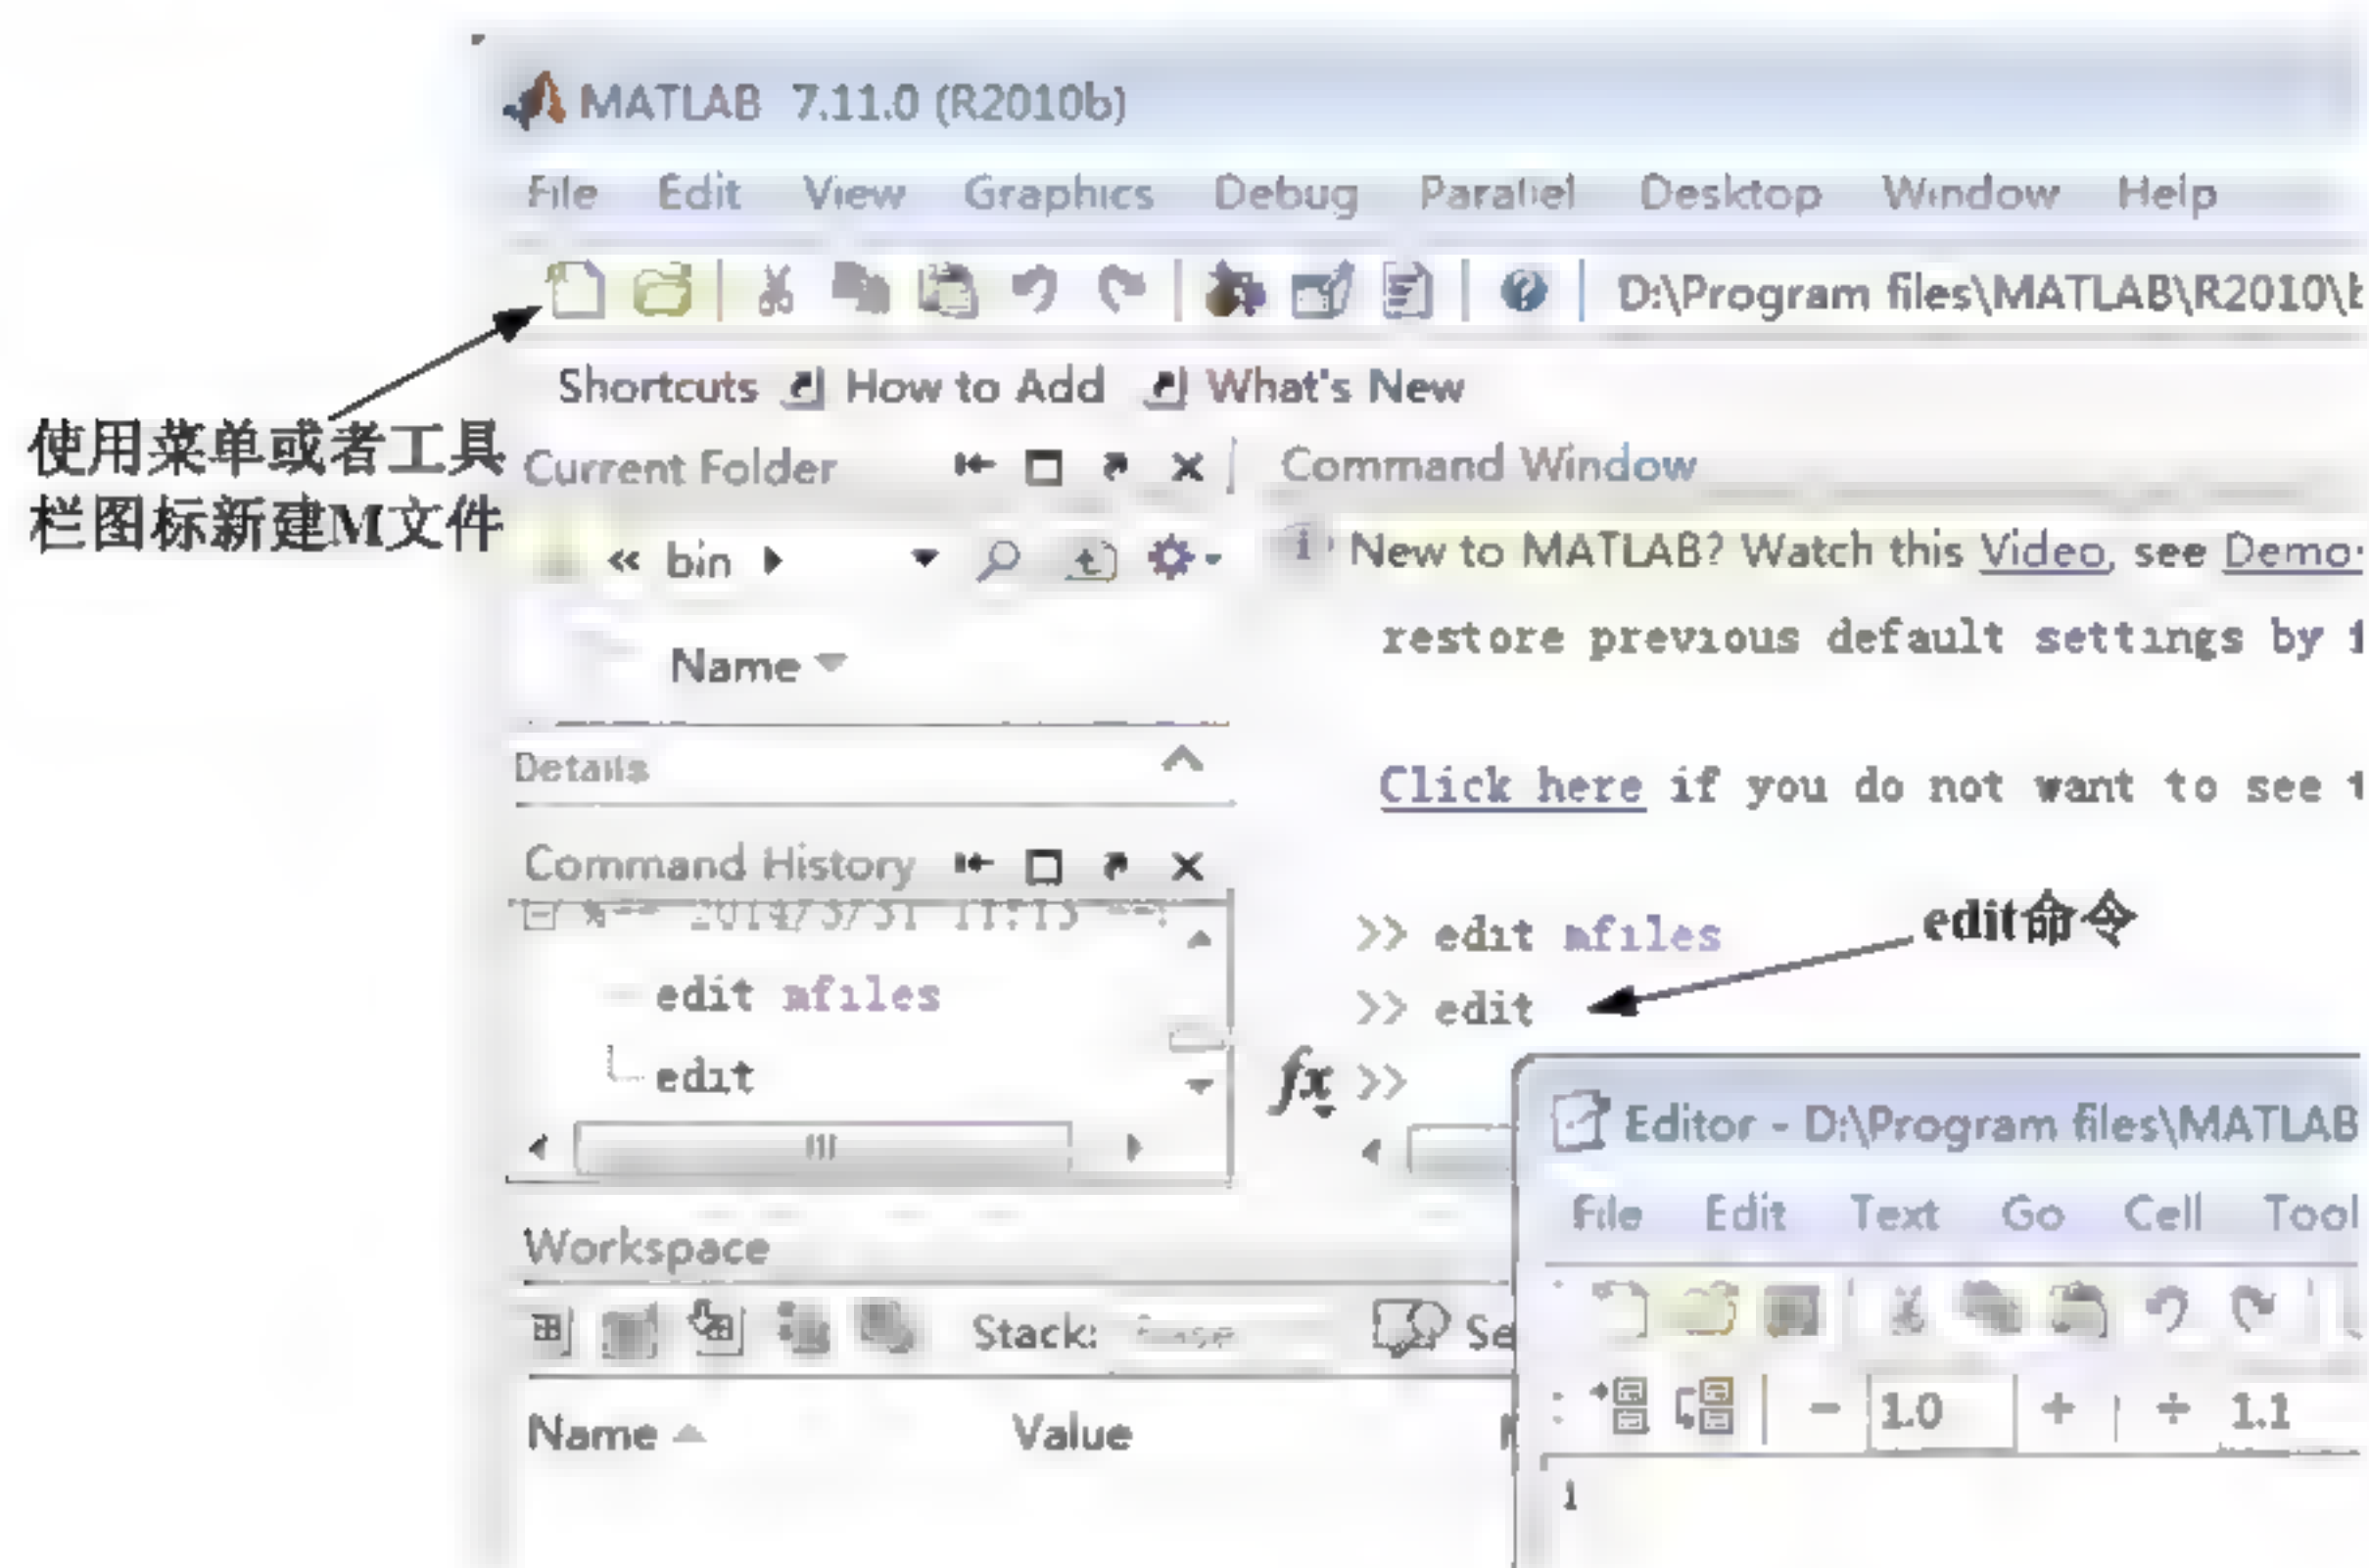 MATLAB 7.11.0 (R2010b)
File Edit View Graphics Debug Parallel Desktop Window Help
D:\Program files\MATLAB\R2010\b
Shortcuts How to Add What's New
使用菜单或者工具
栏图标新建M文件
Current Folder
« bin
Name
Details
Command History
edit mfiles
edit
Command Window
New to MATLAB? Watch this Video, see Demo
restore previous default settings by
Click here if you do not want to see t
>> edit mfiles
>> edit
fx >>
edit命令
Workspace
Stack:
Se
Name Value
Editor - D:\Program files\MATLAB
File Edit Text Go Cell Tool
− 1.0 + ÷ 1.1
1